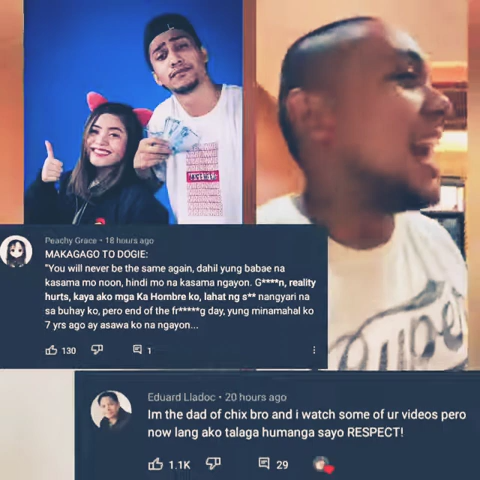 Peachy Grace • 18 hours ago
MAKAGAGO TO DOGIE:
"You will never be the same again, dahil yung babae na
kasama mo noon, hindi mo na kasama ngayon. G****n, reality
hurts, kaya ako mga Ka Hombre ko, lahat ng s** nangyari na
sa buhay ko, pero end of the fr*****g day, yung minamahal ko
7 yrs ago ay asawa ko na ngayon...
130 1
Eduard Lladoc • 20 hours ago
Im the dad of chix bro and i watch some of ur videos pero
now lang ako talaga humanga sayo RESPECT!
1.1K 29